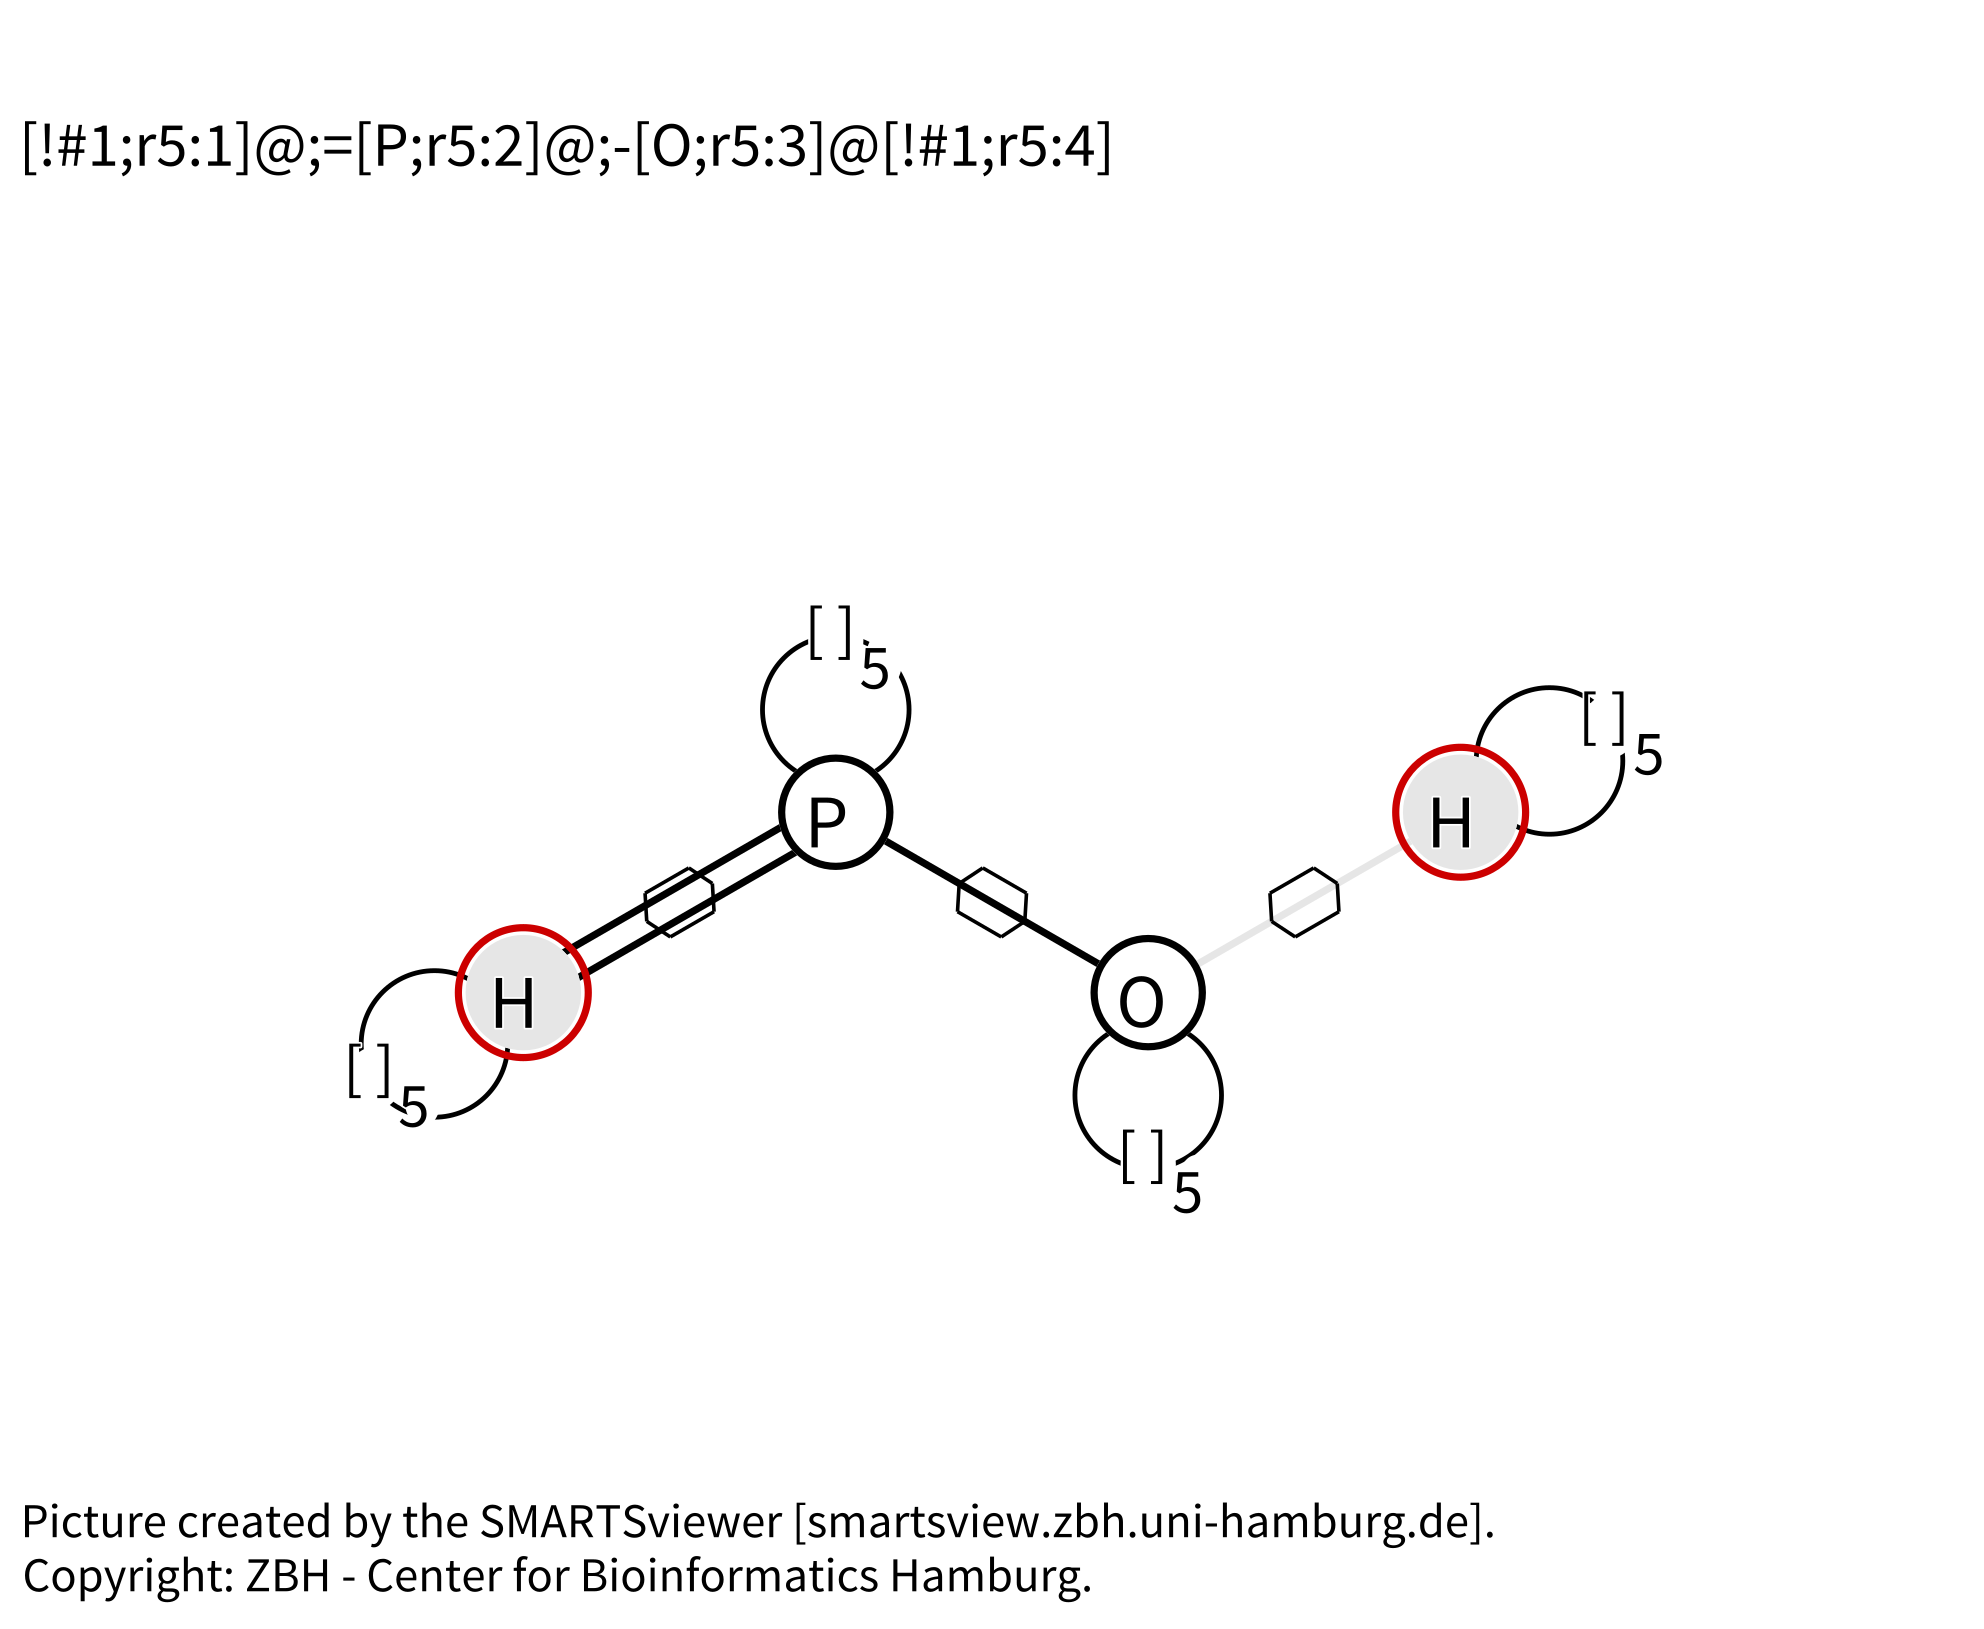 [!#1;r5:1]@;=[P;r5:2]@;-[O;r5:3]@[!#1;r5:4]
[ ]5
P
[ ]5
H
H
[ ]5
O
[ ]5
Picture created by the SMARTSviewer [smartsview.zbh.uni-hamburg.de].
Copyright: ZBH - Center for Bioinformatics Hamburg.